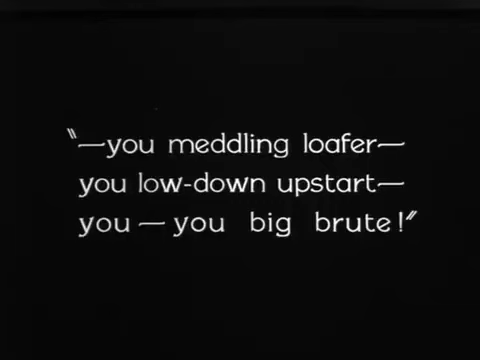 "—you meddling loafer—
you low-down upstart—
you — you big brute!"